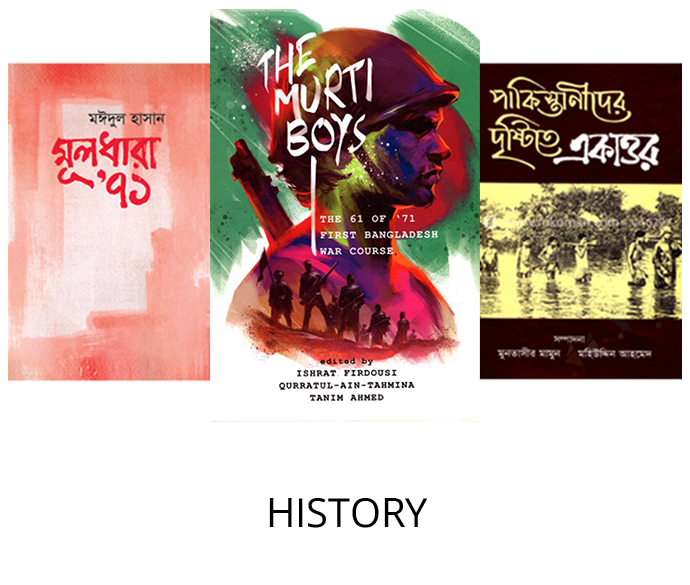 মঈদুল হাসান
মূলধারা
'৭১
THE
MURTI
BOYS
THE 61 OF '71
FIRST BANGLADESH
WAR COURSE
edited by
ISHRAT FIRDOUSI
QURRATUL-AIN-TAHMINA
TANIM AHMED
পাকিস্তানীদের
দৃষ্টিতে একাত্তর
সম্পাদনা
মুনতাসীর মামুন মহিউদ্দিন আহমেদ
HISTORY